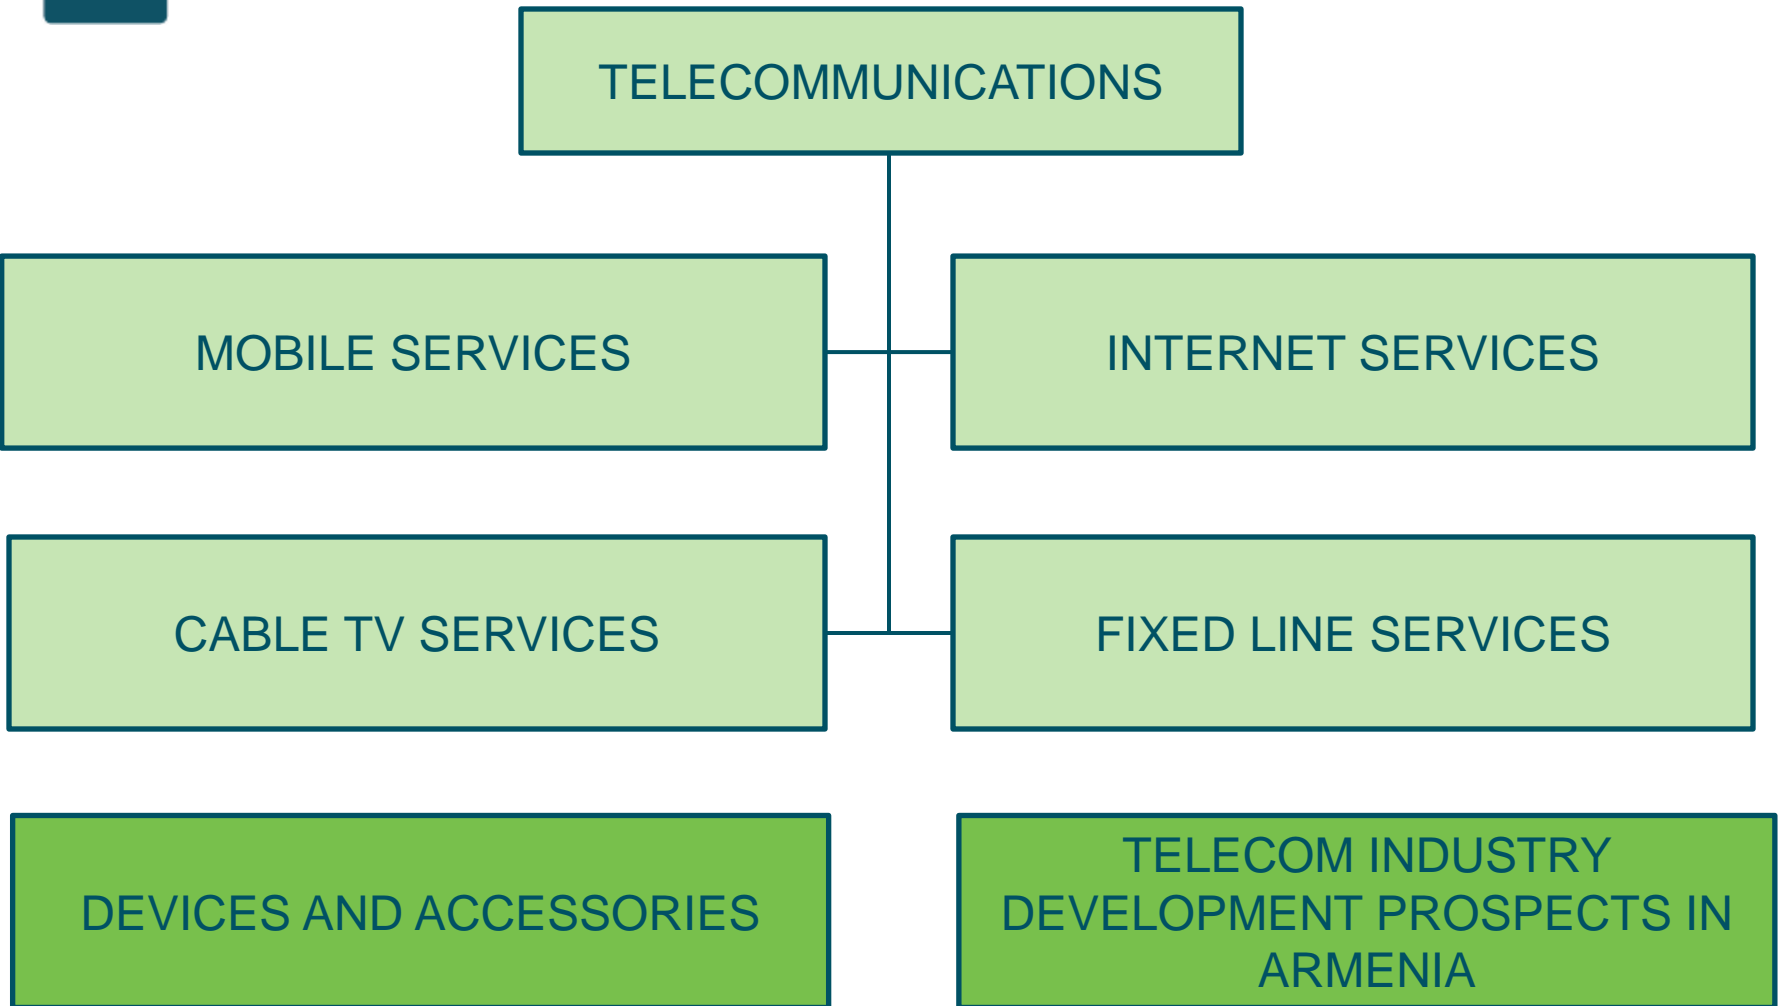 TELECOMMUNICATIONS
MOBILE SERVICES
INTERNET SERVICES
CABLE TV SERVICES
FIXED LINE SERVICES
DEVICES AND ACCESSORIES
TELECOM INDUSTRY
DEVELOPMENT PROSPECTS IN
ARMENIA